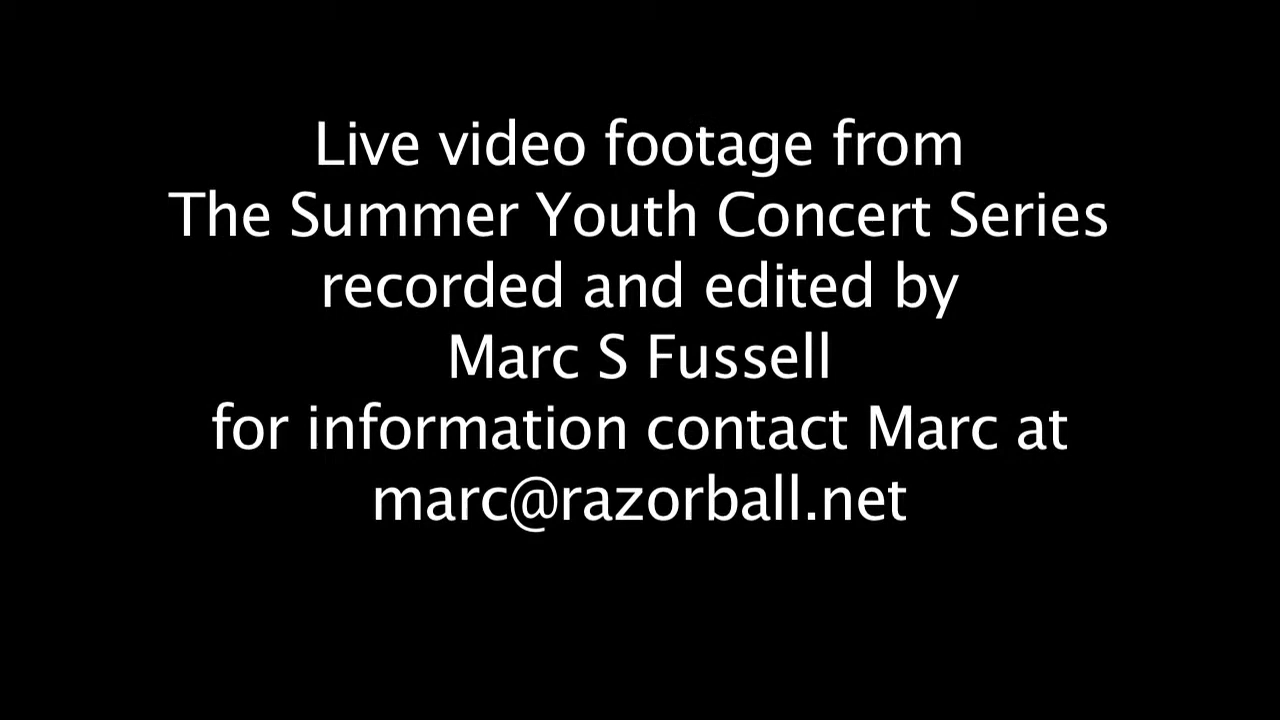 Live video footage from
The Summer Youth Concert Series
recorded and edited by
Marc S Fussell
for information contact Marc at
marc@razorball.net